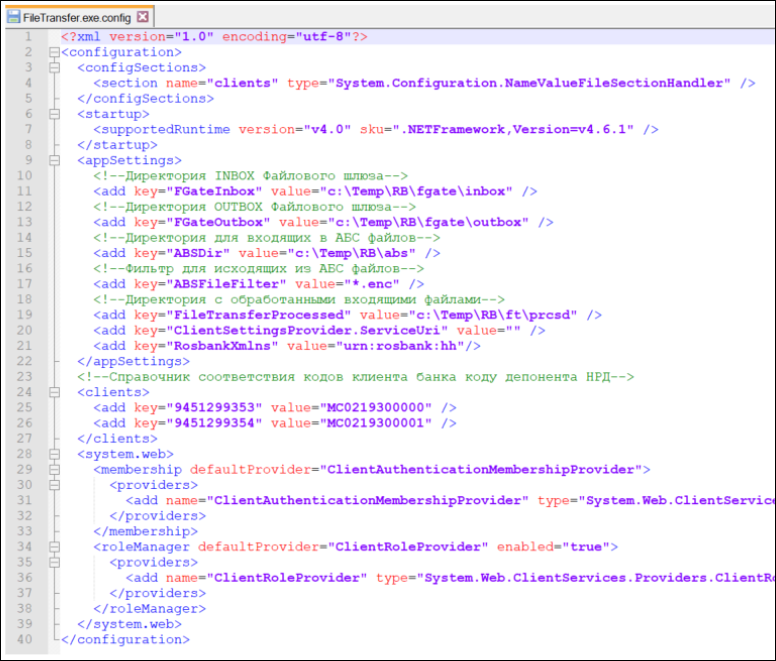 FileTransfer.exe.config
1 <?xml version="1.0" encoding="utf-8"?>
2 <configuration>
3 <configSections>
4 <section name="clients" type="System.Configuration.NameValueFileSectionHandler" />
5 </configSections>
6 <startup>
7 <supportedRuntime version="v4.0" sku=".NETFramework,Version=v4.6.1" />
8 </startup>
9 <appSettings>
10 <!--Директория INBOX Файлового шлюза-->
11 <add key="FGateInbox" value="c:\Temp\RB\fgate\inbox" />
12 <!--Директория OUTBOX Файлового шлюза-->
13 <add key="FGateOutbox" value="c:\Temp\RB\fgate\outbox" />
14 <!--Директория для входящих в АБС файлов-->
15 <add key="ABSDir" value="c:\Temp\RB\abs" />
16 <!--Фильтр для исходящих из АБС файлов-->
17 <add key="ABSFileFilter" value="*.enc" />
18 <!--Директория с обработанными входящими файлами-->
19 <add key="FileTransferProcessed" value="c:\Temp\RB\ft\prcsd" />
20 <add key="ClientSettingsProvider.ServiceUri" value="" />
21 <add key="RosbankXmlns" value="urn:rosbank:hh"/>
22 </appSettings>
23 <!--Справочник соответствия кодов клиента банка коду депонента НРД-->
24 <clients>
25 <add key="9451299353" value="MC0219300000" />
26 <add key="9451299354" value="MC0219300001" />
27 </clients>
28 <system.web>
29 <membership defaultProvider="ClientAuthenticationMembershipProvider">
30 <providers>
31 <add name="ClientAuthenticationMembershipProvider" type="System.Web.ClientService
32 </providers>
33 </membership>
34 <roleManager defaultProvider="ClientRoleProvider" enabled="true">
35 <providers>
36 <add name="ClientRoleProvider" type="System.Web.ClientServices.Providers.ClientR
37 </providers>
38 </roleManager>
39 </system.web>
40 </configuration>